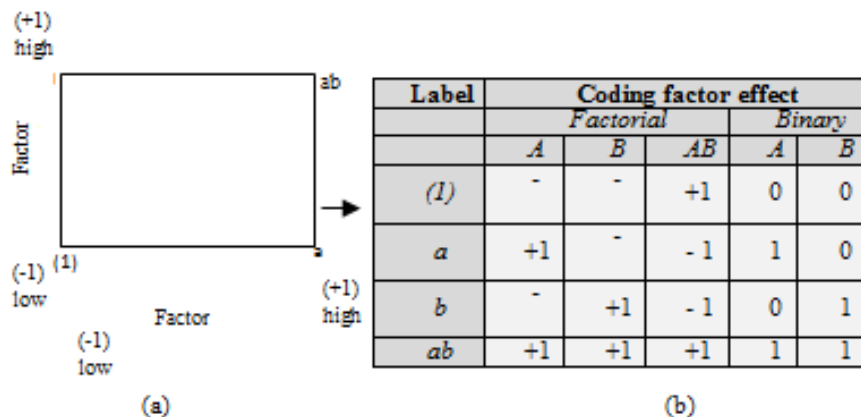 (+1)
high
ab
Factor
(1)
a
(-1)
low
(+1)
high
Factor
(-1)
low
(a)
Label Coding factor effect
Factorial Binary
A B AB A B
(1) - - +1 0 0
a +1 - - 1 1 0
b - +1 - 1 0 1
ab +1 +1 +1 1 1
(b)